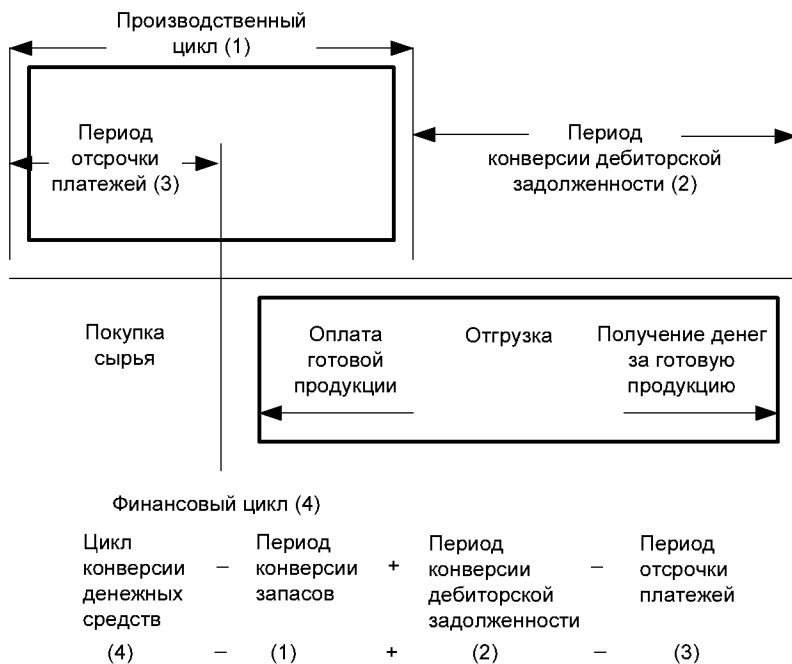 Производственный
цикл (1)
Период
отсрочки
платежей (3)
Период
конверсии дебиторской
задолженности (2)
Покупка
сырья
Оплата
готовой
продукции
Отгрузка
Получение денег
за готовую
продукцию
Финансовый цикл (4)
Цикл
конверсии
денежных
средств
–
Период
конверсии
запасов
+
Период
конверсии
дебиторской
задолженности
–
Период
отсрочки
платежей
(4) – (1) + (2) – (3)